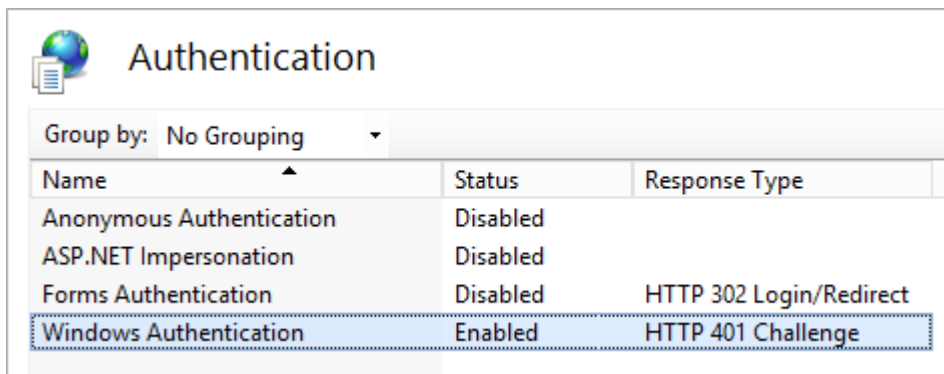 Authentication
Group by: No Grouping
Name Status Response Type
Anonymous Authentication Disabled
ASP.NET Impersonation Disabled
Forms Authentication Disabled HTTP 302 Login/Redirect
Windows Authentication Enabled HTTP 401 Challenge